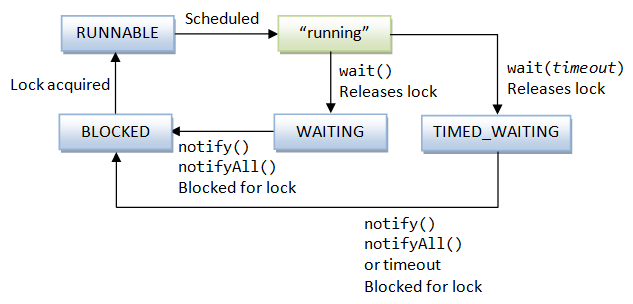 RUNNABLE
Scheduled
“running”
wait()
Releases lock
wait(timeout)
Releases lock
Lock acquired
BLOCKED
WAITING
TIMED_WAITING
notify()
notifyAll()
Blocked for lock
notify()
notifyAll()
or timeout
Blocked for lock